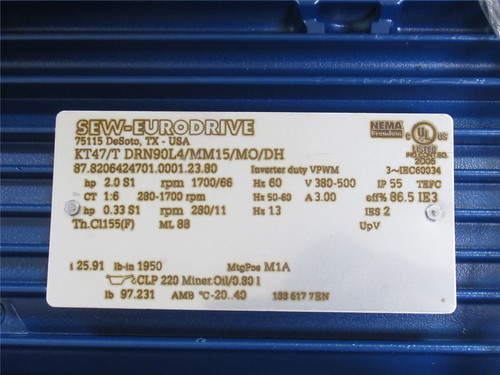 SEW-EURODRIVE
75115 DeSoto, TX - USA
KT47/T DRN90L4/MM15/MO/DH
87.8206424701.0001.23.80 Inverter duty VPWM
NEMA
Premium
UL
LISTED
2D06
3~IEC60034
hp 2.0 S1 rpm 1700/66 Hz 60 V 380-500 IP 55 TEFC
CT 1:6 280-1700 rpm Hz 50-60 A 3.00 eff% 86.5 IE3
hp 0.33 S1 rpm 280/11 Hz 13 IES 2
Th.Cl155(F) ML 88 UpV
i 25.91 lb-in 1950 MtgPos M1A
CLP 220 Miner.Oil/0.80 l
lb 97.231 AMB °C -20..40 188 617 7EN